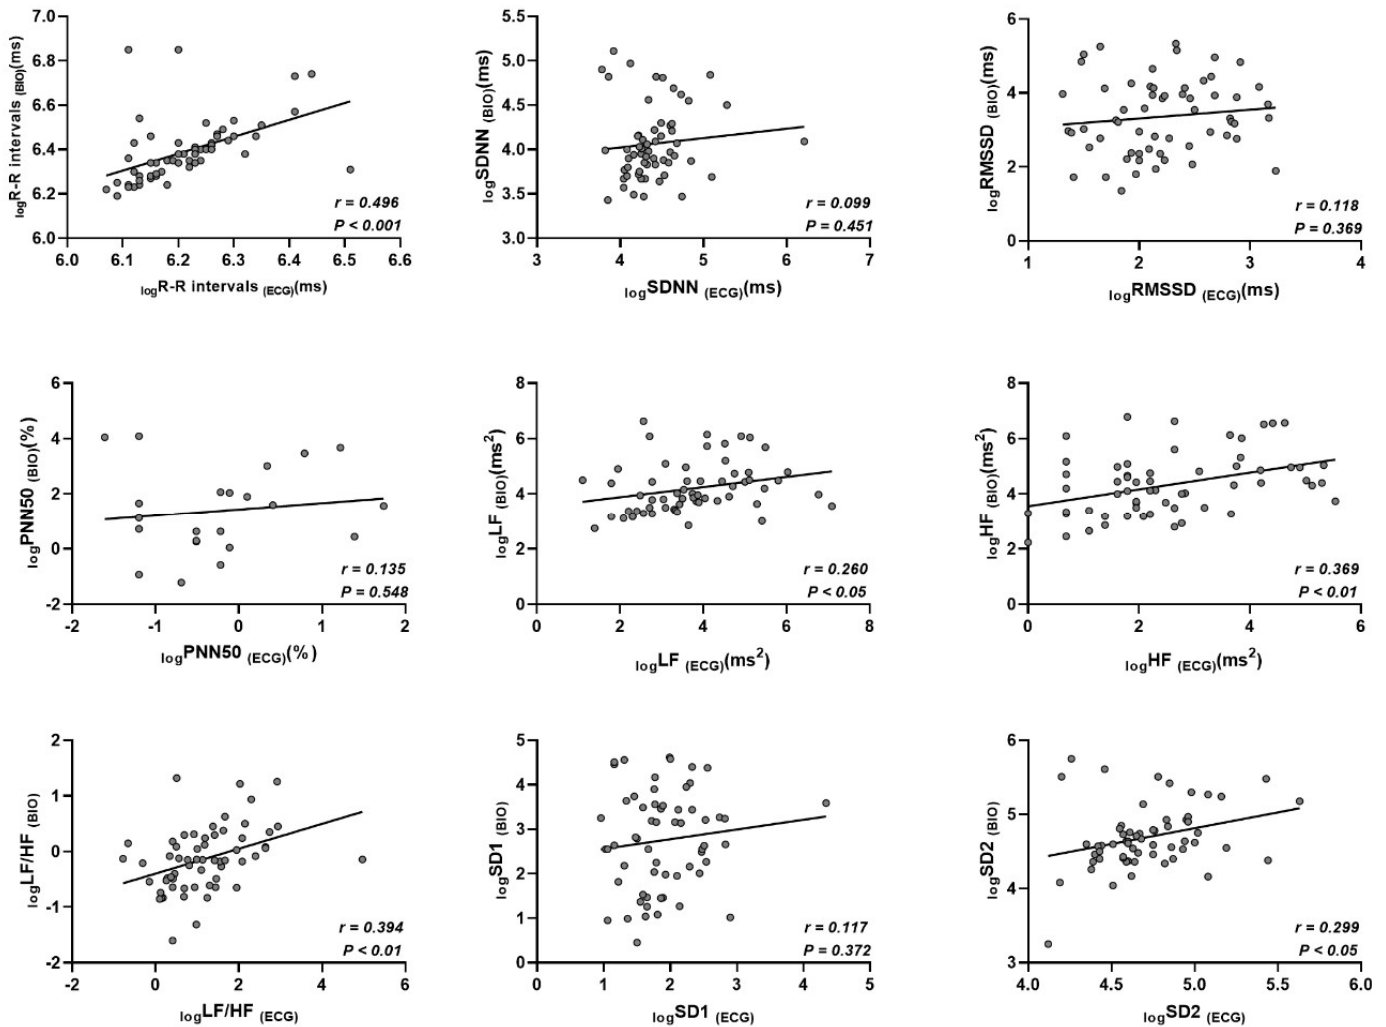 7.0
6.8
6.6
6.4
6.2
6.0
logR-R intervals (BIO)(ms)
r = 0.496
P < 0.001
6.0 6.1 6.2 6.3 6.4 6.5 6.6
logR-R intervals (ECG)(ms)
5.5
5.0
4.5
4.0
3.5
3.0
logSDNN (BIO)(ms)
r = 0.099
P = 0.451
3 4 5 6 7
logSDNN (ECG)(ms)
6
4
2
0
logRMSSD (BIO)(ms)
r = 0.118
P = 0.369
1 2 3 4
logRMSSD (ECG)(ms)
6
4
2
0
-2
logPNN50 (BIO)(%)
r = 0.135
P = 0.548
-2 -1 0 1 2
logPNN50 (ECG)(%)
8
6
4
2
0
logLF (BIO)(ms2)
r = 0.260
P < 0.05
0 2 4 6 8
logLF (ECG)(ms2)
8
6
4
2
0
logHF (BIO)(ms2)
r = 0.369
P < 0.01
0 2 4 6
logHF (ECG)(ms2)
2
1
0
-1
-2
logLF/HF (BIO)
r = 0.394
P < 0.01
-2 0 2 4 6
logLF/HF (ECG)
5
4
3
2
1
0
logSD1 (BIO)
r = 0.117
P = 0.372
0 1 2 3 4 5
logSD1 (ECG)
6
5
4
3
logSD2 (BIO)
r = 0.299
P < 0.05
4.0 4.5 5.0 5.5 6.0
logSD2 (ECG)